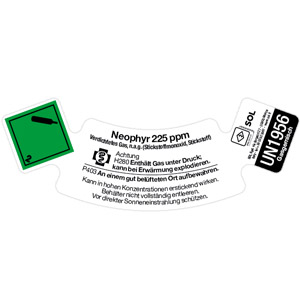 Neophyr 225 ppm
Verdichtetes Gas, n.a.g. (Stickstoffmonoxid, Stickstoff)
Achtung
H280 Enthält Gas unter Druck;
kann bei Erwärmung explodieren.
P403 An einem gut belüfteten Ort aufbewahren.
Kann in hohen Konzentrationen erstickend wirken.
Behälter nicht vollständig entleeren.
Vor direkter Sonneneinstrahlung schützen.
2
SOL
UN1956
Gasgemisch